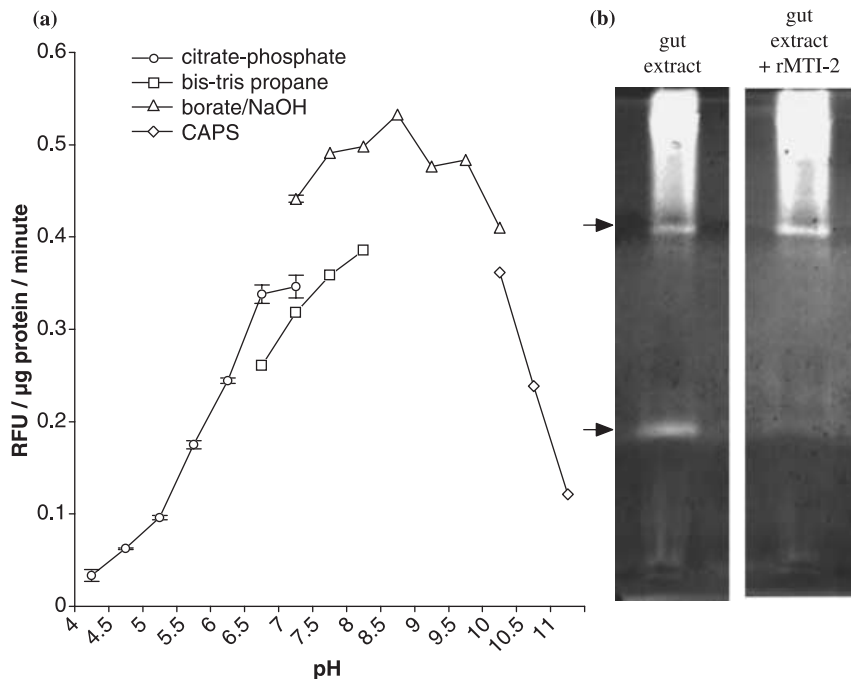 (a)
citrate-phosphate
bis-tris propane
borate/NaOH
CAPS
RFU / µg protein / minute
0.6
0.5
0.4
0.3
0.2
0.1
0
4
4.5
5
5.5
6
6.5
7
7.5
8
8.5
9
9.5
10
10.5
11
pH
(b)
gut
extract
gut
extract
+ rMTI-2